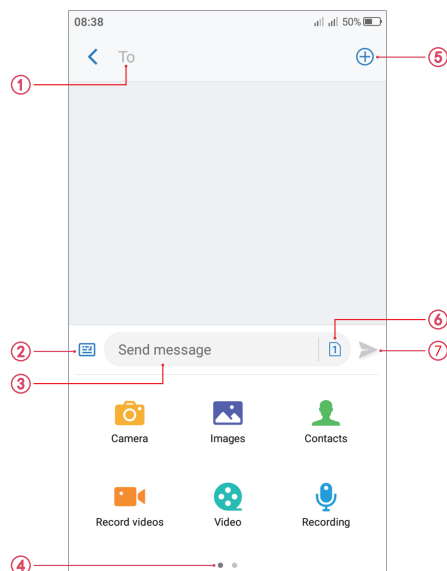 08:38 50%
To
⑤
①
⑥
② Send message 1 ⑦
③
Camera Images Contacts
Record videos Video Recording
④